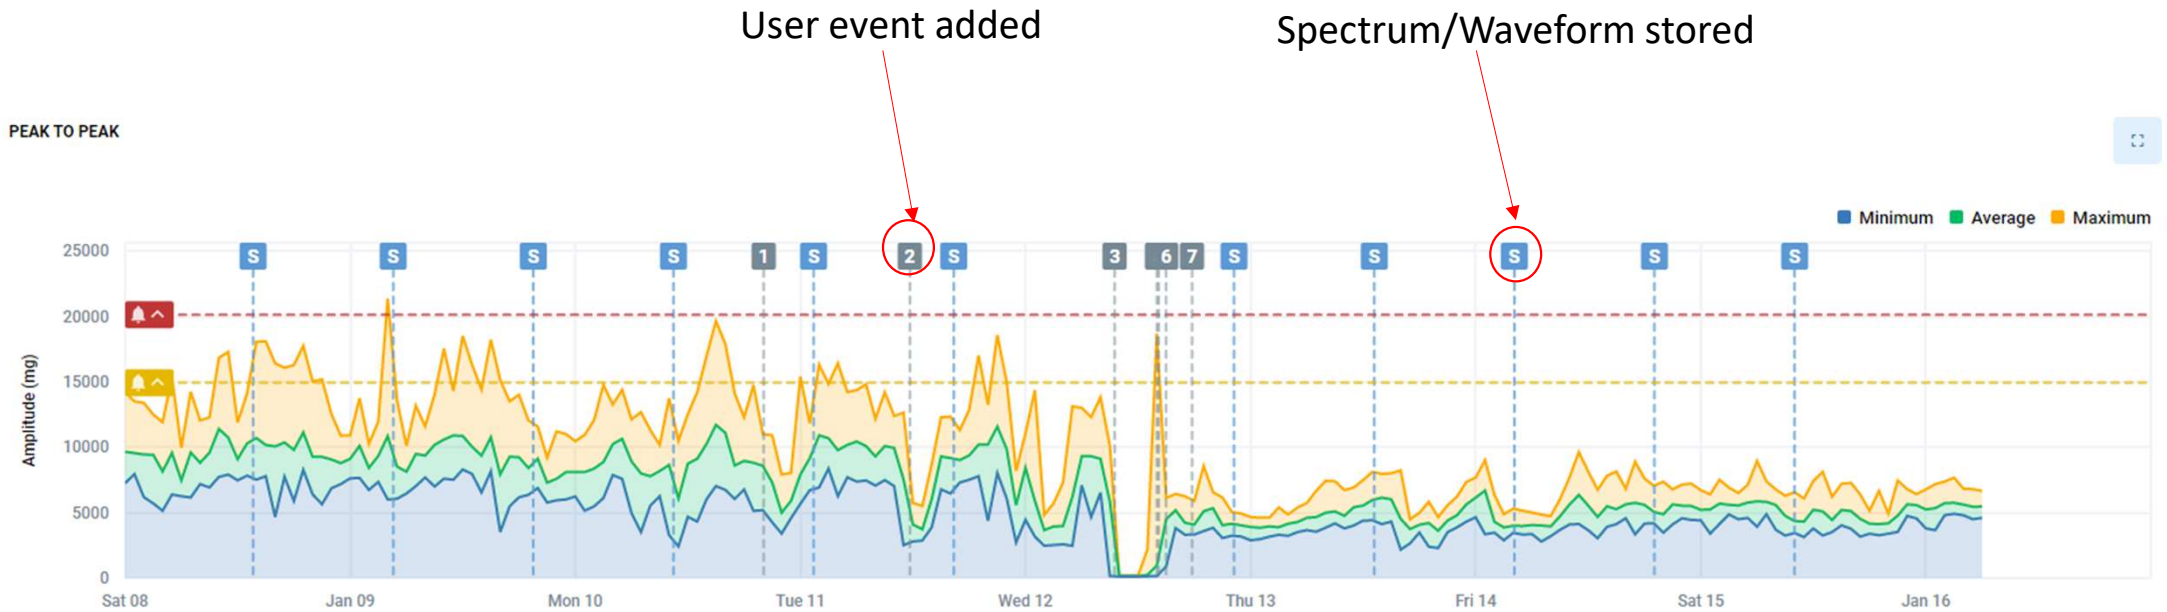 User event added
Spectrum/Waveform stored
PEAK TO PEAK
Minimum Average Maximum
25000
S S S S 1 S 2 S 3 6 7 S S S S S
20000
15000
10000
5000
0
Amplitude (mg)
Sat 08 Jan 09 Mon 10 Tue 11 Wed 12 Thu 13 Fri 14 Sat 15 Jan 16